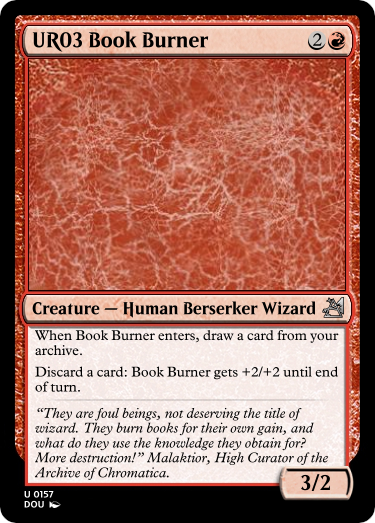 UR03 Book Burner 2
Creature — Human Berserker Wizard
When Book Burner enters, draw a card from your
archive.
Discard a card: Book Burner gets +2/+2 until end
of turn.
“They are foul beings, not deserving the title of
wizard. They burn books for their own gain, and
what do they use the knowledge they obtain for?
More destruction!” Malaktior, High Curator of the
Archive of Chromatica.
3/2
U 0157
DOU